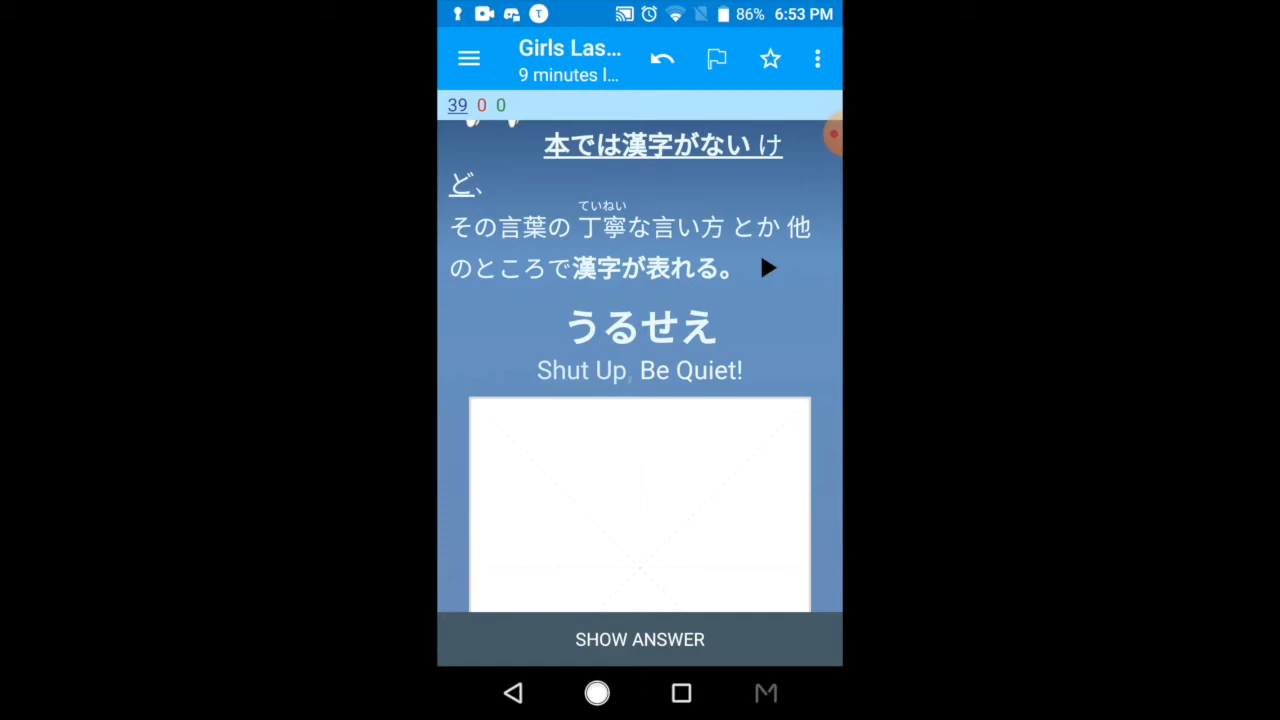 86% 6:53 PM
Girls Las...
9 minutes l...
39 0 0
本では漢字がない け
ど、
ていねい
その言葉の 丁寧な言い方 とか 他
のところで漢字が表れる。
うるせえ
Shut Up, Be Quiet!
SHOW ANSWER